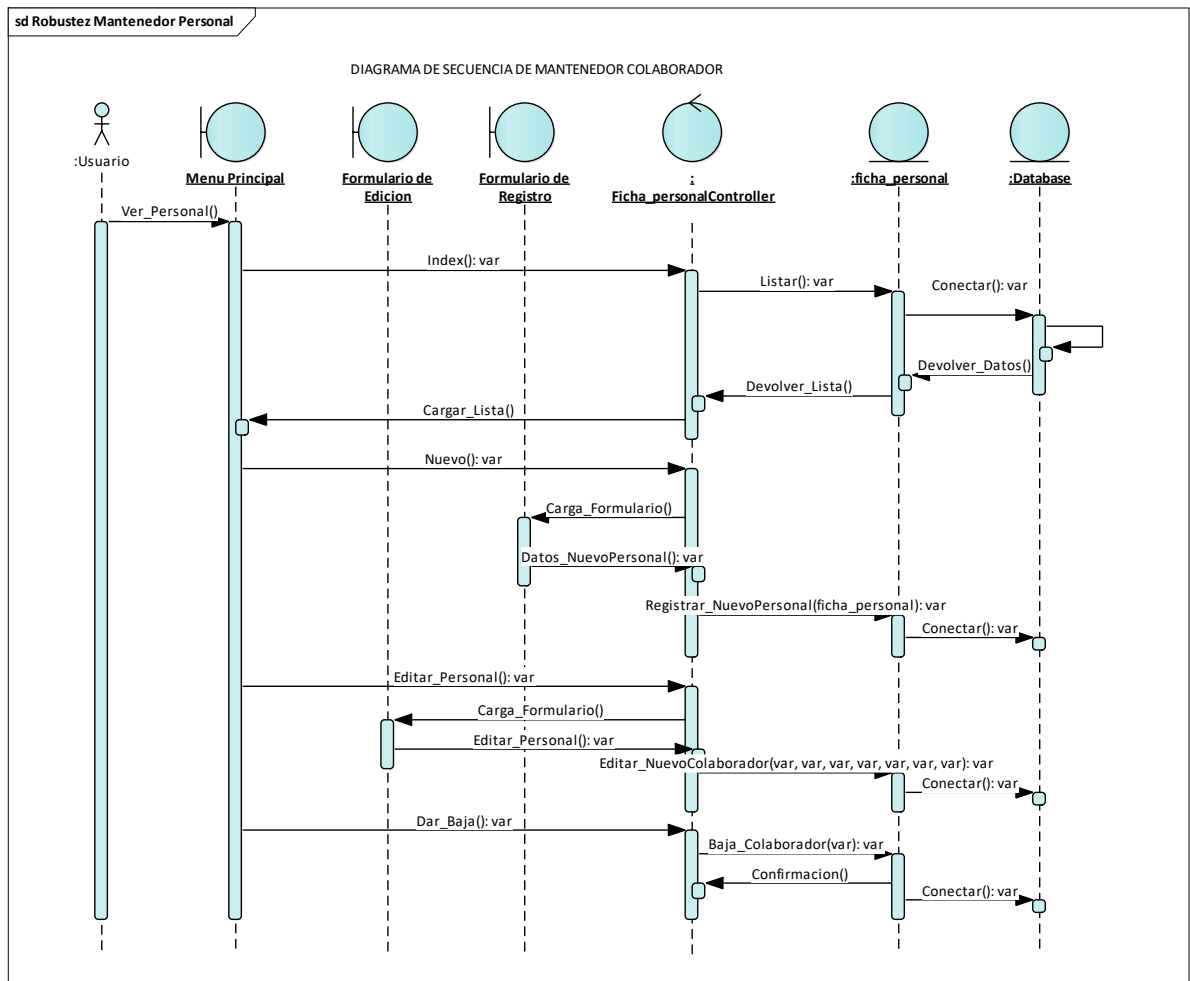 sd Robustez Mantenedor Personal
DIAGRAMA DE SECUENCIA DE MANTENEDOR COLABORADOR
:Usuario
Menu Principal
Formulario de
Edicion
Formulario de
Registro
:
Ficha_personalController
:ficha_personal
:Database
Ver_Personal()
Index(): var
Listar(): var
Conectar(): var
Devolver_Datos()
Devolver_Lista()
Cargar_Lista()
Nuevo(): var
Carga_Formulario()
Datos_NuevoPersonal(): var
Registrar_NuevoPersonal(ficha_personal): var
Conectar(): var
Editar_Personal(): var
Carga_Formulario()
Editar_Personal(): var
Editar_NuevoColaborador(var, var, var, var, var, var, var): var
Conectar(): var
Dar_Baja(): var
Baja_Colaborador(var): var
Confirmacion()
Conectar(): var